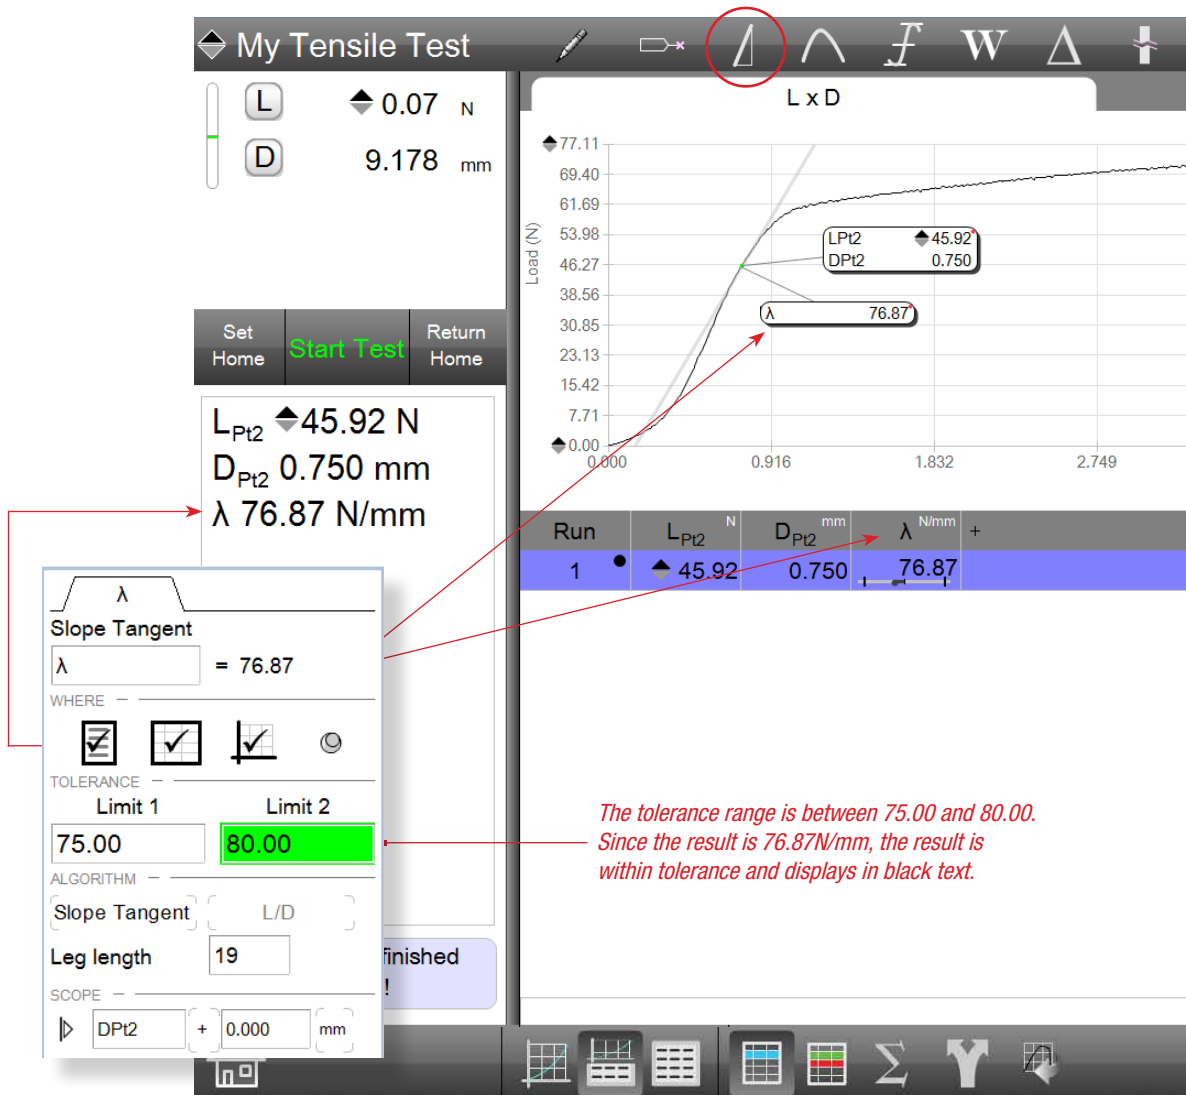 My Tensile Test
W
L 0.07 N
D 9.178 mm
L x D
77.11
69.40
61.69
53.98
46.27
38.56
30.85
23.13
15.42
7.71
0.00
Load (N)
0.000 0.916 1.832 2.749
LPt2 45.92
DPt2 0.750
λ 76.87
Set Home
Start Test
Return Home
LPt2 45.92 N
DPt2 0.750 mm
λ 76.87 N/mm
Run LPt2 N DPt2 mm λ N/mm +
1 45.92 0.750 76.87
λ
Slope Tangent
λ = 76.87
WHERE
TOLERANCE
Limit 1 Limit 2
75.00 80.00
ALGORITHM
Slope Tangent L/D
Leg length 19
SCOPE
DPt2 + 0.000 mm
finished
!
The tolerance range is between 75.00 and 80.00.
Since the result is 76.87N/mm, the result is
within tolerance and displays in black text.